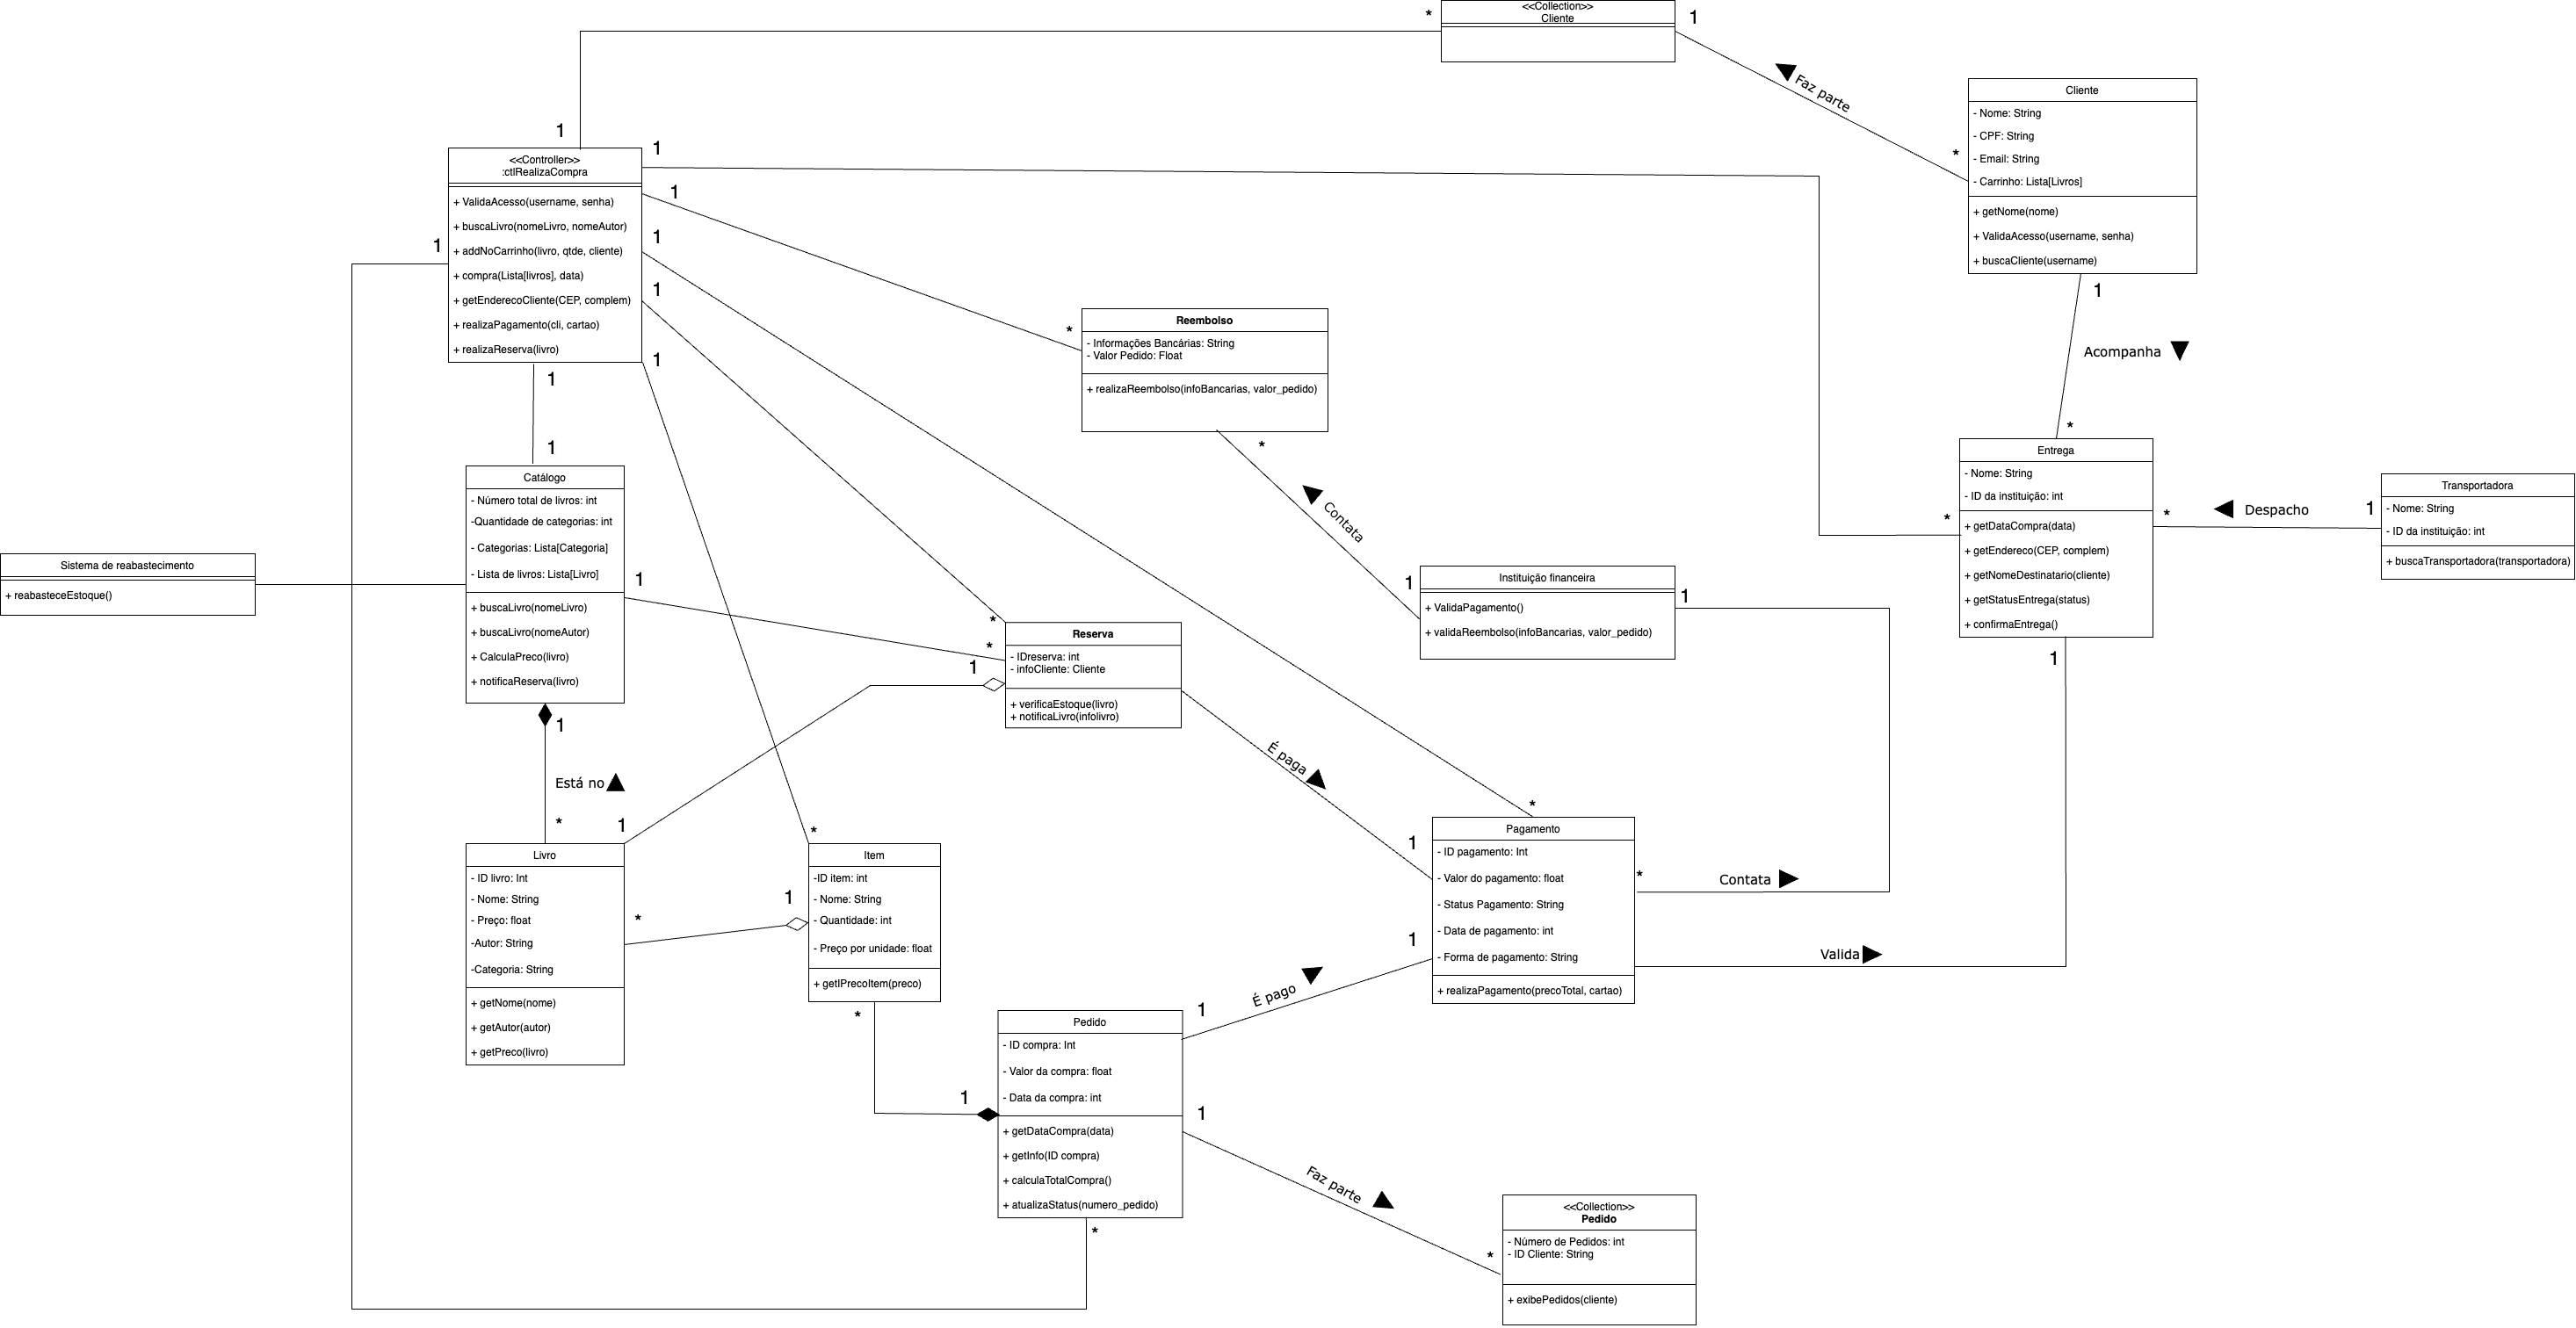 <<Collection>>
Cliente
*
1
Faz parte
*
Cliente
- Nome: String
- CPF: String
- Email: String
- Carrinho: Lista[Livros]
+ getNome(nome)
+ ValidaAcesso(username, senha)
+ buscaCliente(username)
1
Acompanha
*
1
<<Controller>>
:ctlRealizaCompra
+ ValidaAcesso(username, senha)
+ buscaLivro(nomeLivro, nomeAutor)
+ addNoCarrinho(livro, qtde, cliente)
+ compra(Lista[livros], data)
+ getEnderecoCliente(CEP, complem)
+ realizaPagamento(cli, cartao)
+ realizaReserva(livro)
1
1
1
1
1
1
1
1
*
Reembolso
- Informações Bancárias: String
- Valor Pedido: Float
+ realizaReembolso(infoBancarias, valor_pedido)
*
Contata
1
Entrega
- Nome: String
- ID da instituição: int
+ getDataCompra(data)
+ getEndereco(CEP, complem)
+ getNomeDestinatario(cliente)
+ getStatusEntrega(status)
+ confirmaEntrega()
*
*
Despacho
1
1
Transportadora
- Nome: String
- ID da instituição: int
+ buscaTransportadora(transportadora)
Catálogo
- Número total de livros: int
-Quantidade de categorias: int
- Categorias: Lista[Categoria]
- Lista de livros: Lista[Livro]
+ buscaLivro(nomeLivro)
+ buscaLivro(nomeAutor)
+ CalculaPreco(livro)
+ notificaReserva(livro)
1
1
Está no
*
Sistema de reabastecimento
+ reabasteceEstoque()
Instituição financeira
+ ValidaPagamento()
+ validaReembolso(infoBancarias, valor_pedido)
1
*
*
1
Reserva
- IDreserva: int
- infoCliente: Cliente
+ verificaEstoque(livro)
+ notificaLivro(infolivro)
É paga
1
1
Livro
- ID livro: Int
- Nome: String
- Preço: float
-Autor: String
-Categoria: String
+ getNome(nome)
+ getAutor(autor)
+ getPreco(livro)
*
1
*
Item
-ID item: int
- Nome: String
- Quantidade: int
- Preço por unidade: float
+ getIPrecoItem(preco)
*
1
*
Pagamento
- ID pagamento: Int
- Valor do pagamento: float
- Status Pagamento: String
- Data de pagamento: int
- Forma de pagamento: String
+ realizaPagamento(precoTotal, cartao)
*
Contata
Valida
1
É pago
1
Pedido
- ID compra: Int
- Valor da compra: float
- Data da compra: int
+ getDataCompra(data)
+ getInfo(ID compra)
+ calculaTotalCompra()
+ atualizaStatus(numero_pedido)
1
Faz parte
*
*
<<Collection>>
Pedido
- Número de Pedidos: int
- ID Cliente: String
+ exibePedidos(cliente)